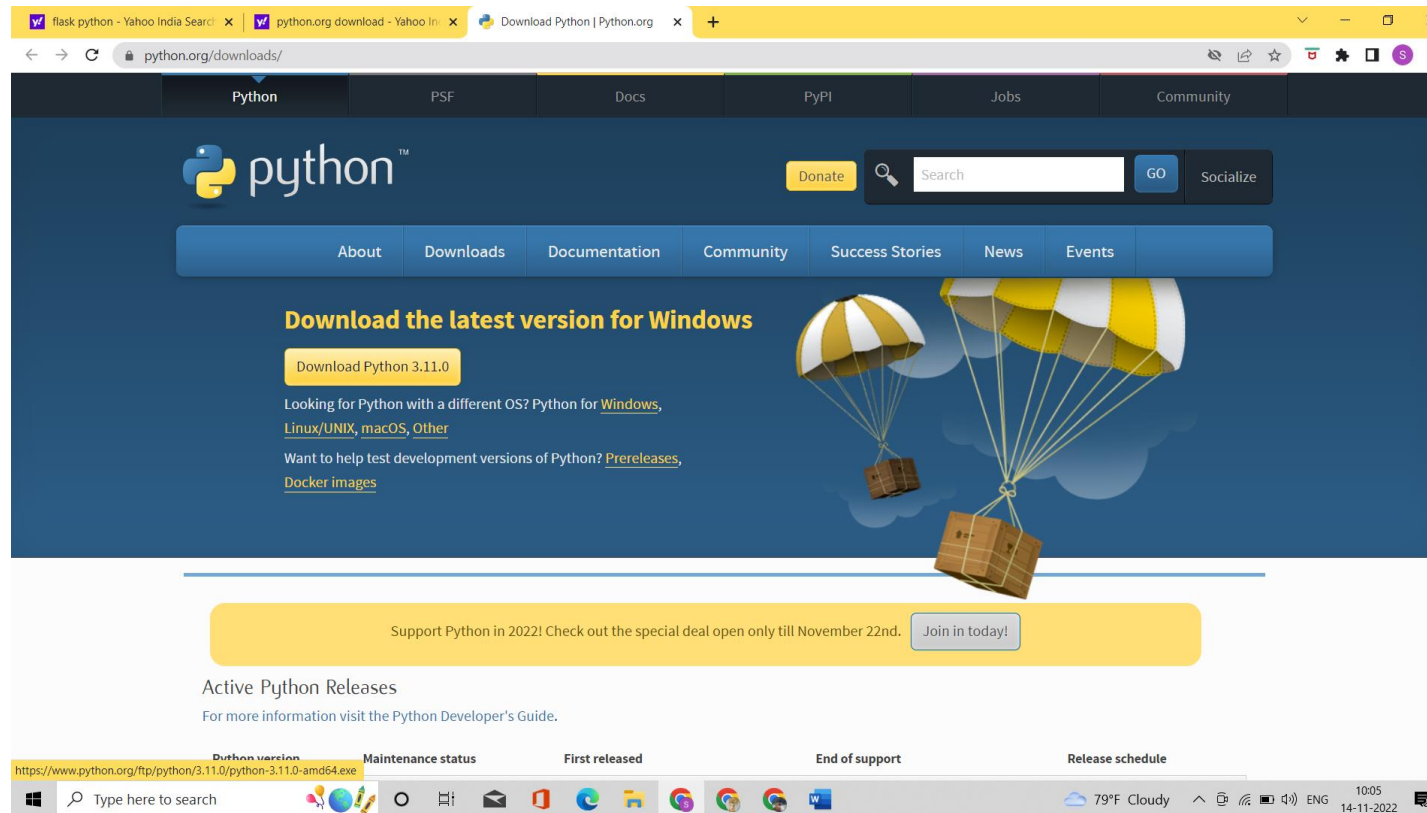 flask python - Yahoo India Search
python.org download - Yahoo In
Download Python | Python.org
python.org/downloads/
S
Python PSF Docs PyPI Jobs Community
python™
Donate Search GO Socialize
About Downloads Documentation Community Success Stories News Events
Download the latest version for Windows
Download Python 3.11.0
Looking for Python with a different OS? Python for Windows,
Linux/UNIX, macOS, Other
Want to help test development versions of Python? Prereleases,
Docker images
Support Python in 2022! Check out the special deal open only till November 22nd. Join in today!
Active Python Releases
For more information visit the Python Developer's Guide.
Python version Maintenance status First released End of support Release schedule
https://www.python.org/ftp/python/3.11.0/python-3.11.0-amd64.exe
Type here to search
79°F Cloudy ENG 10:05
14-11-2022